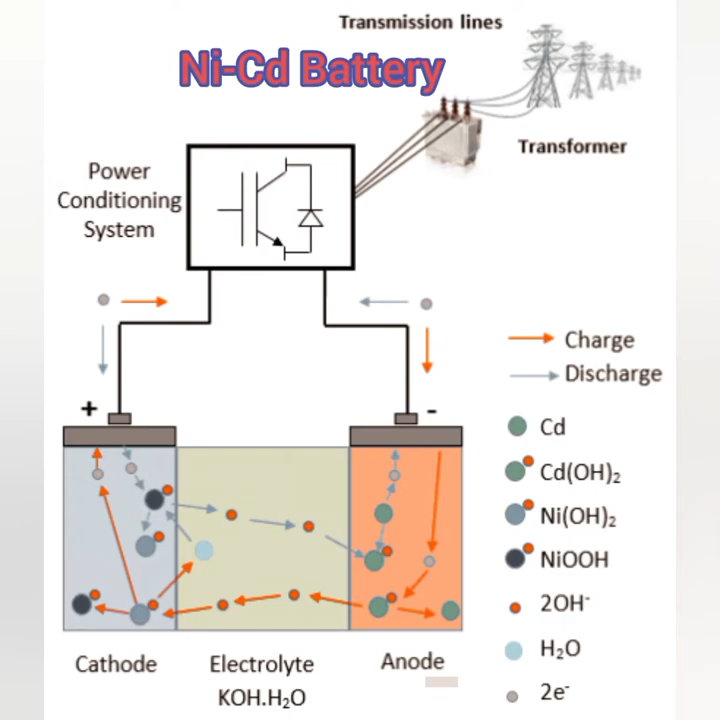 Transmission lines
Ni-Cd Battery
Transformer
Power
Conditioning
System
Charge
Discharge
+
-
Cd
Cd(OH)₂
Ni(OH)₂
NiOOH
2OH⁻
H₂O
2e⁻
Cathode
Electrolyte
KOH.H₂O
Anode